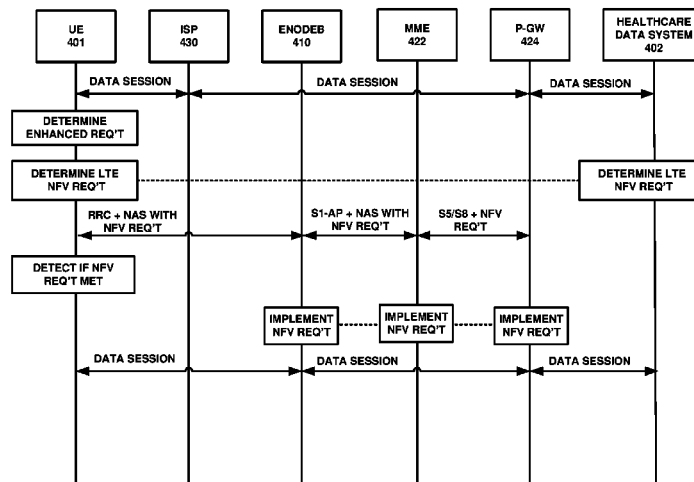 UE
401
ISP
430
ENODEB
410
MME
422
P-GW
424
HEALTHCARE
DATA SYSTEM
402
DATA SESSION
DATA SESSION
DATA SESSION
DETERMINE
ENHANCED REQ'T
DETERMINE LTE
NFV REQ'T
DETERMINE LTE
NFV REQ'T
RRC + NAS WITH
NFV REQ'T
S1-AP + NAS WITH
NFV REQ'T
S5/S8 + NFV
REQ'T
DETECT IF NFV
REQ'T MET
IMPLEMENT
NFV REQ'T
IMPLEMENT
NFV REQ'T
IMPLEMENT
NFV REQ'T
DATA SESSION
DATA SESSION
DATA SESSION